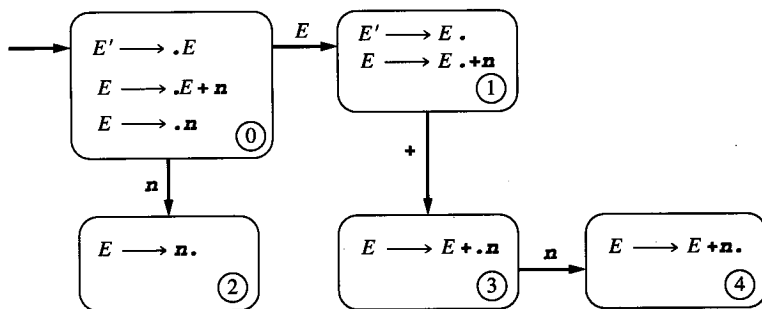 E' → .E
E → .E + n
E → .n
0
E
E' → E .
E → E . + n
1
n
+
E → n.
2
E → E + . n
3
n
E → E + n.
4